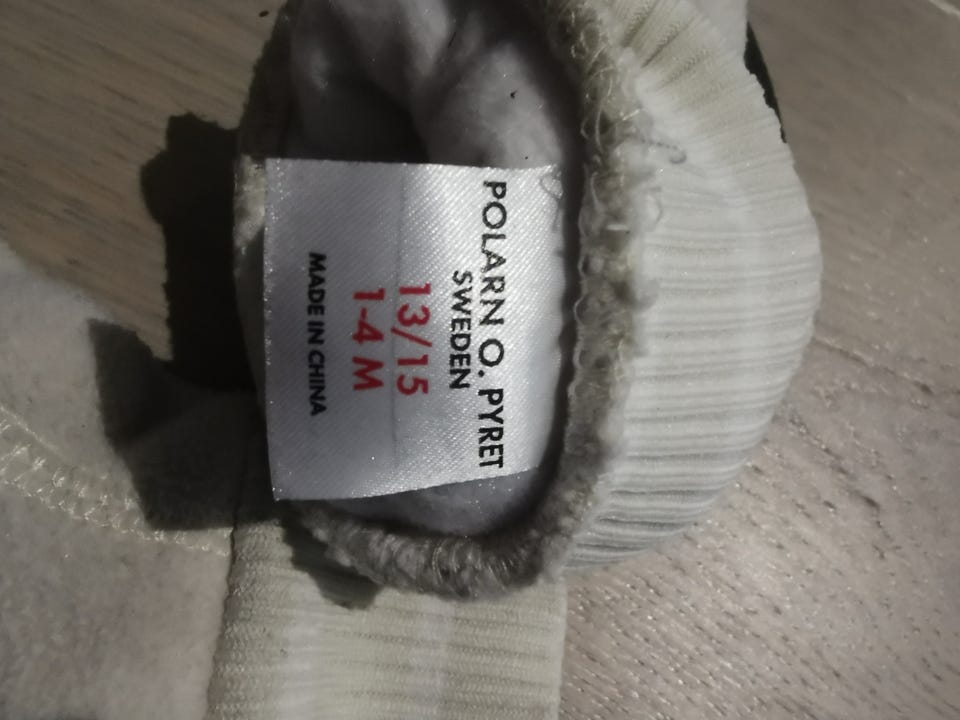 POLARN O. PYRET
SWEDEN
13/15
1-4 M
MADE IN CHINA